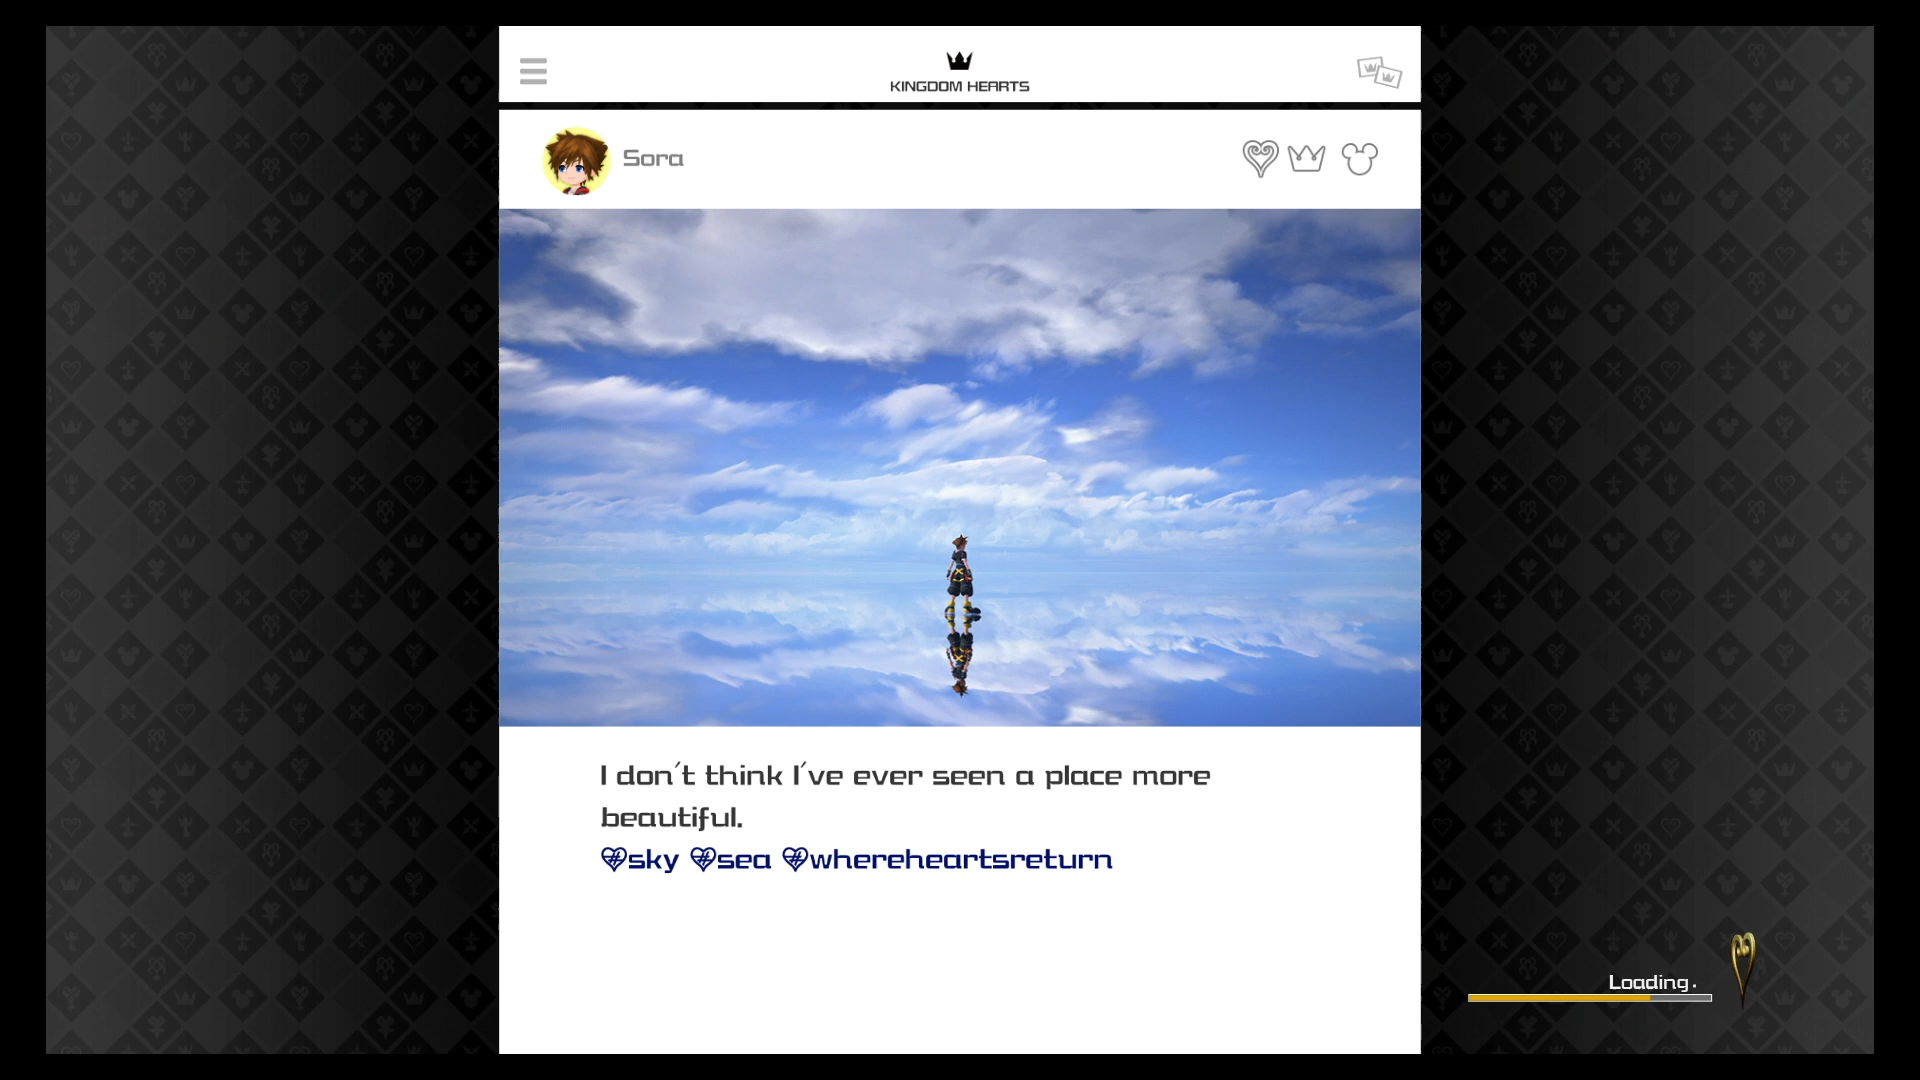 KINGDOM HEARTS
Sora
I don't think I've ever seen a place more
beautiful.
#sky #sea #whereheartsreturn
Loading.